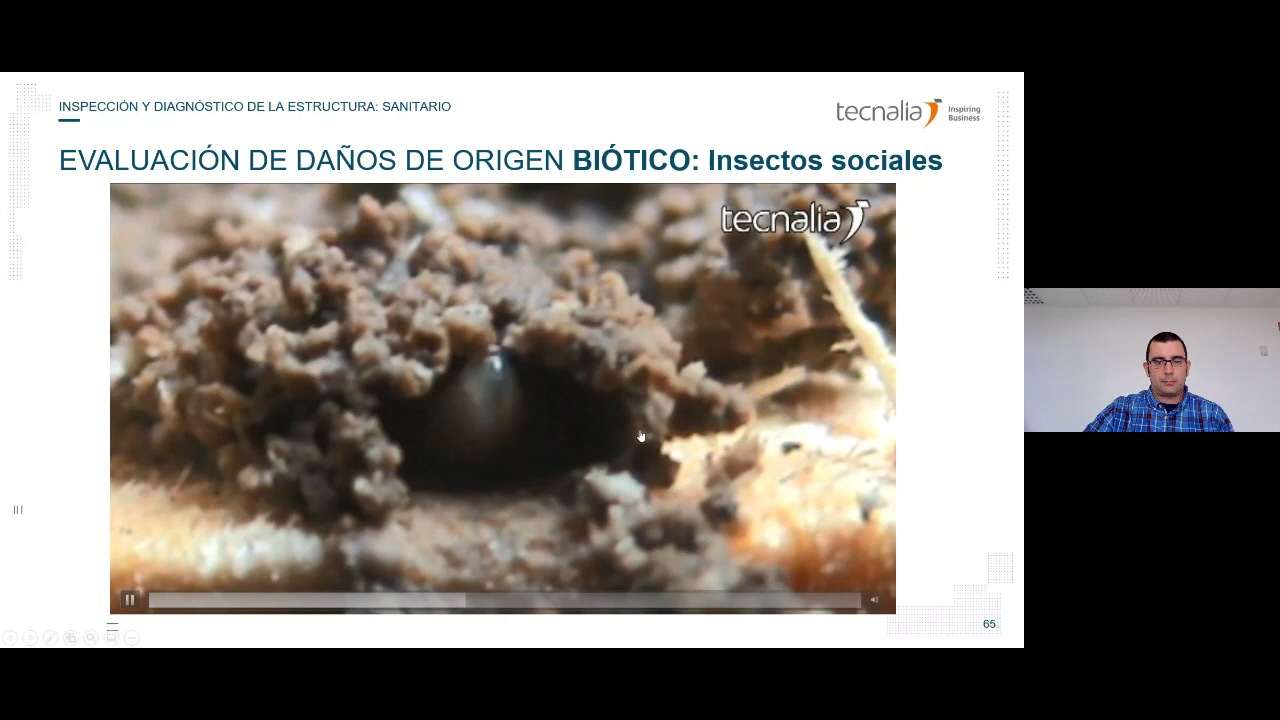 INSPECCIÓN Y DIAGNÓSTICO DE LA ESTRUCTURA: SANITARIO
tecnalia Inspiring
Business
EVALUACIÓN DE DAÑOS DE ORIGEN BIÓTICO: Insectos sociales
tecnalia
65